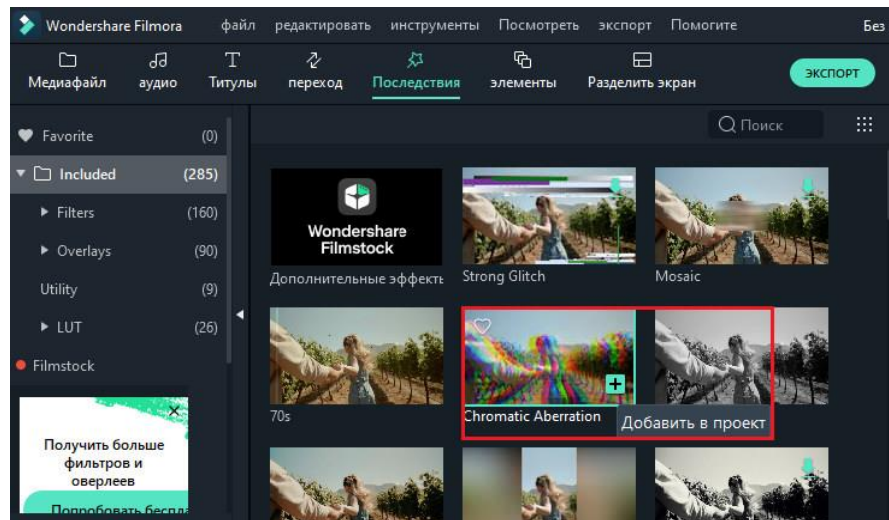 Wondershare Filmora файл редактировать инструменты Посмотреть экспорт Помогите Без
Медиафайл аудио Титулы переход Последствия элементы Разделить экран экспорт
Поиск
Favorite (0)
Included (285)
Filters (160)
Overlays (90)
Utility (9)
LUT (26)
Filmstock
Получить больше
фильтров и
оверлеев
Попробовать
Wondershare
Filmstock
Дополнительные
Strong Glitch
Mosaic
70s
Chromatic Aberration
Добавить в проект